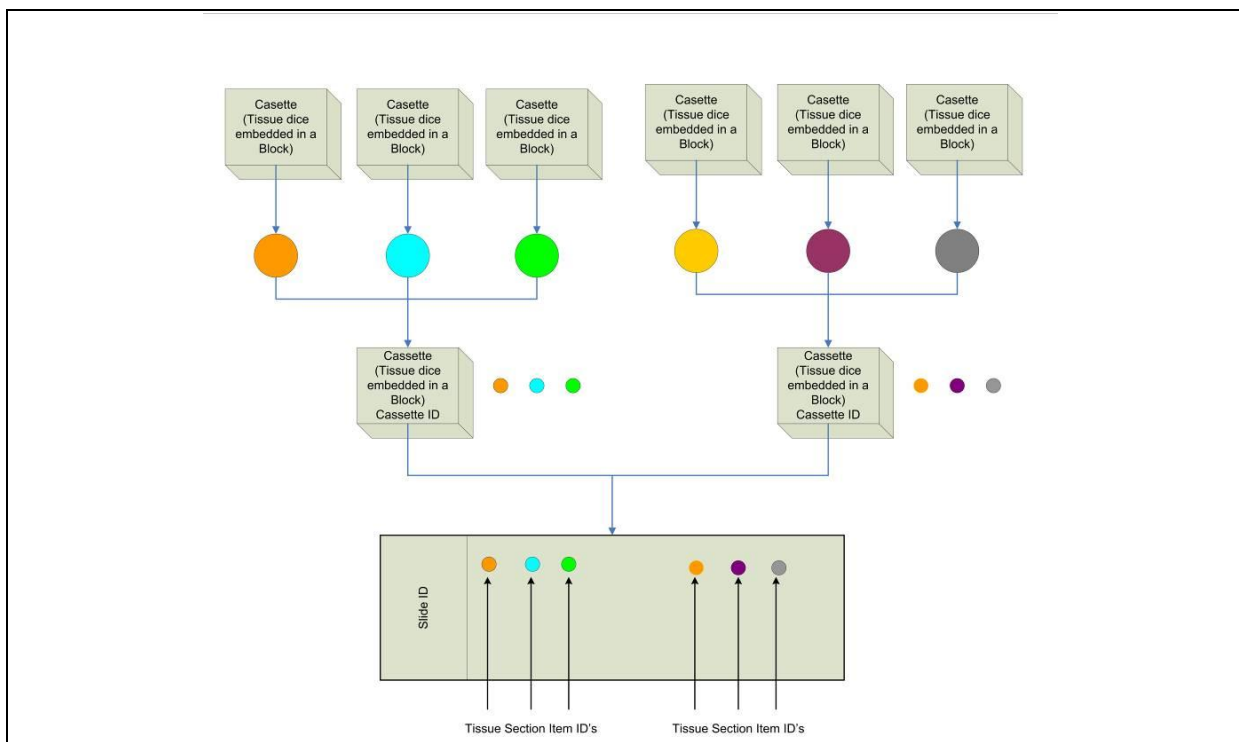 Casette
(Tissue dice
embedded in a
Block)
Casette
(Tissue dice
embedded in a
Block)
Casette
(Tissue dice
embedded in a
Block)
Casette
(Tissue dice
embedded in a
Block)
Casette
(Tissue dice
embedded in a
Block)
Casette
(Tissue dice
embedded in a
Block)
Cassette
(Tissue dice
embedded in a
Block)
Cassette ID
Cassette
(Tissue dice
embedded in a
Block)
Cassette ID
Slide ID
Tissue Section Item ID's
Tissue Section Item ID's